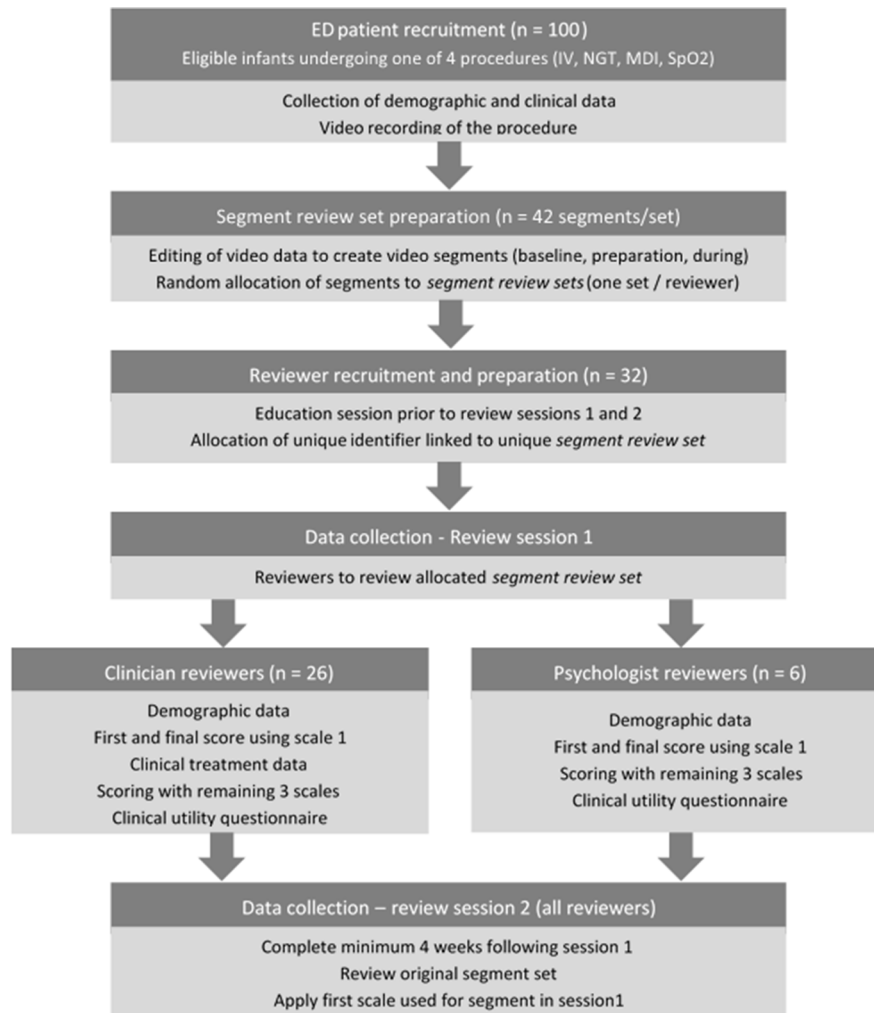 ED patient recruitment (n = 100)
Eligible infants undergoing one of 4 procedures (IV, NGT, MDI, SpO2)
Collection of demographic and clinical data
Video recording of the procedure
Segment review set preparation (n = 42 segments/set)
Editing of video data to create video segments (baseline, preparation, during)
Random allocation of segments to segment review sets (one set / reviewer)
Reviewer recruitment and preparation (n = 32)
Education session prior to review sessions 1 and 2
Allocation of unique identifier linked to unique segment review set
Data collection - Review session 1
Reviewers to review allocated segment review set
Clinician reviewers (n = 26)
Demographic data
First and final score using scale 1
Clinical treatment data
Scoring with remaining 3 scales
Clinical utility questionnaire
Psychologist reviewers (n = 6)
Demographic data
First and final score using scale 1
Scoring with remaining 3 scales
Clinical utility questionnaire
Data collection – review session 2 (all reviewers)
Complete minimum 4 weeks following session 1
Review original segment set
Apply first scale used for segment in session1